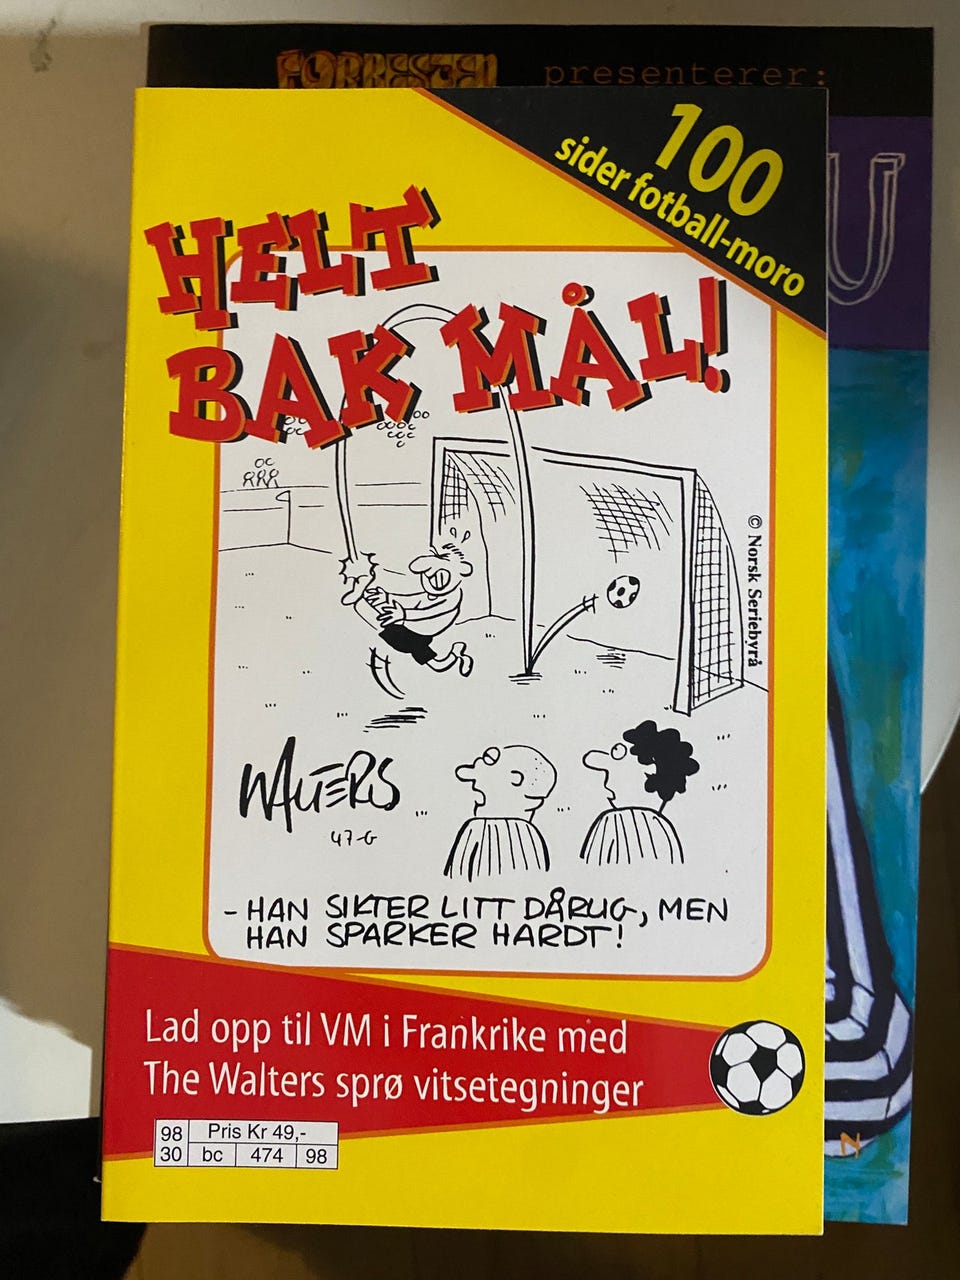 FORRESTEN presenterer:
100
sider fotball-moro
HELT
BAK MÅL!
© Norsk Seriebyrå
WALTERS
47-G
- HAN SIKTER LITT DÅRLIG, MEN
HAN SPARKER HARDT!
Lad opp til VM i Frankrike med
The Walters sprø vitsetegninger
98 Pris Kr 49,-
30 bc 474 98
U
N